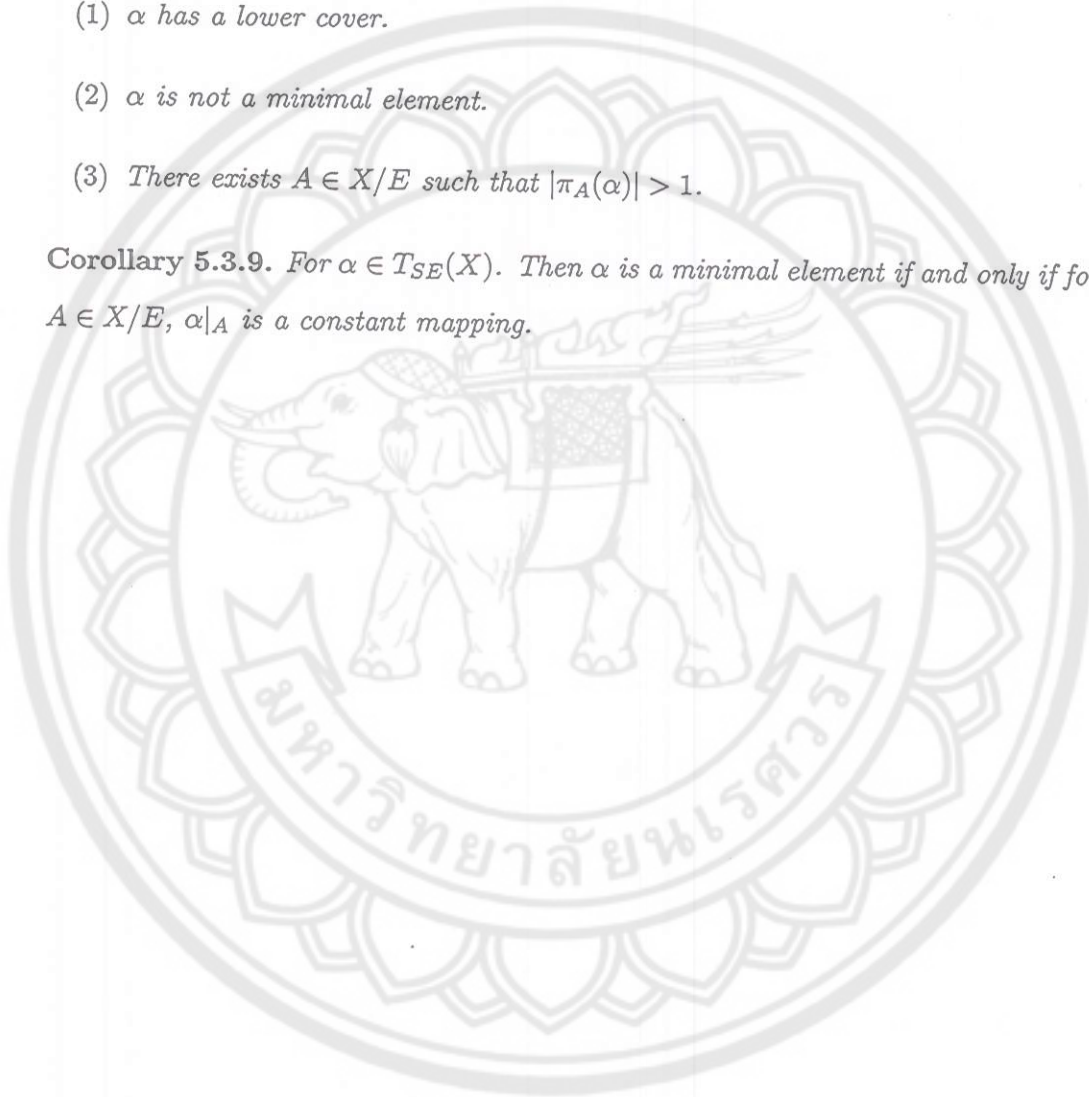 (1) α has a lower cover.
(2) α is not a minimal element.
(3) There exists A ∈ X/E such that |π_A(α)| > 1.
Corollary 5.3.9. For α ∈ T_{SE}(X). Then α is a minimal element if and only if fo
A ∈ X/E, α|_A is a constant mapping.
มหาวิทยาลัยนเรศวร